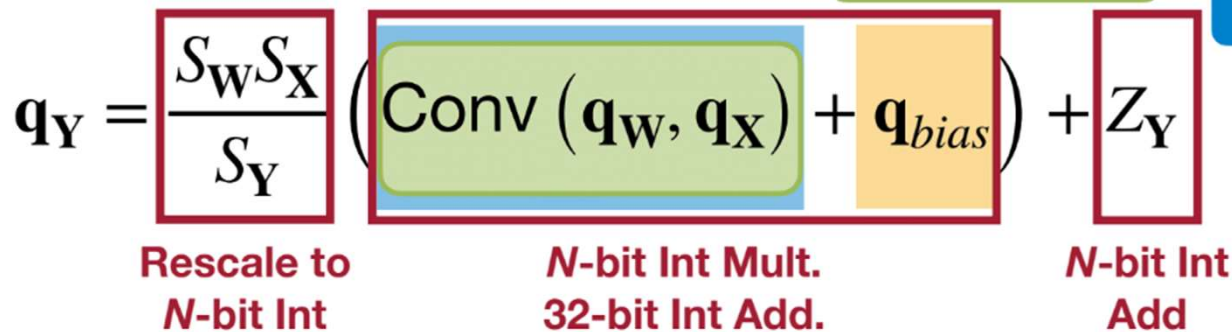 q_Y = S_W S_X / S_Y ( Conv (q_W, q_X) + q_bias ) + Z_Y
Rescale to N-bit Int
N-bit Int Mult.
32-bit Int Add.
N-bit Int Add